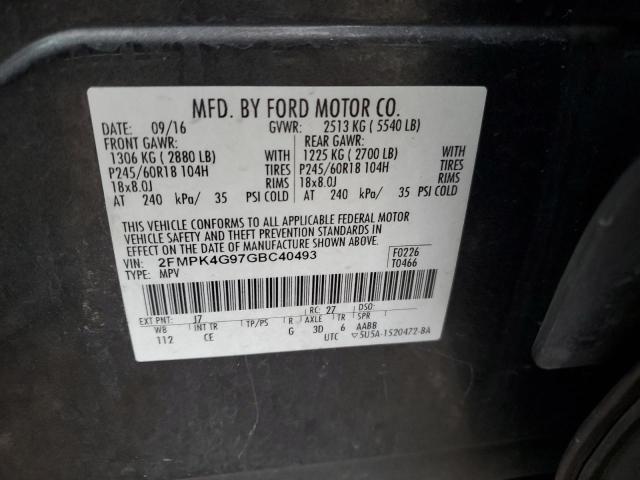 MFD. BY FORD MOTOR CO.
DATE: 09/16 GVWR: 2513 KG ( 5540 LB)
FRONT GAWR: REAR GAWR:
1306 KG ( 2880 LB) WITH 1225 KG ( 2700 LB) WITH
P245/60R18 104H TIRES P245/60R18 104H TIRES
18x8.0J RIMS 18x8.0J RIMS
AT 240 kPa/ 35 PSI COLD AT 240 kPa/ 35 PSI COLD
THIS VEHICLE CONFORMS TO ALL APPLICABLE FEDERAL MOTOR
VEHICLE SAFETY AND THEFT PREVENTION STANDARDS IN
EFFECT ON THE DATE OF MANUFACTURE SHOWN ABOVE.
VIN: 2FMPK4G97GBC40493 F0226
TYPE: MPV T0466
EXT PNT: J7 RC: 27 DSO:
WB INT TR TP/PS R AXLE TR SPR
112 CE G 3D 6 AABB
UTC ▽5U5A-1520472-BA